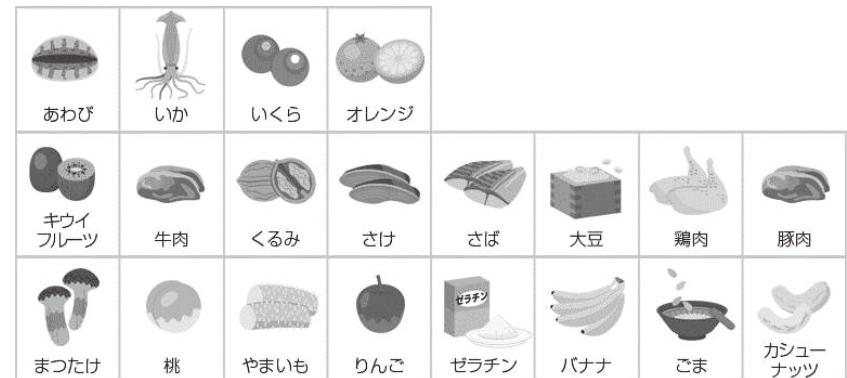 あわび
いか
いくら
オレンジ
キウイ
フルーツ
牛肉
くるみ
さけ
さば
大豆
鶏肉
豚肉
ゼラチン
まつたけ
桃
やまいも
りんご
ゼラチン
バナナ
ごま
カシュー
ナッツ